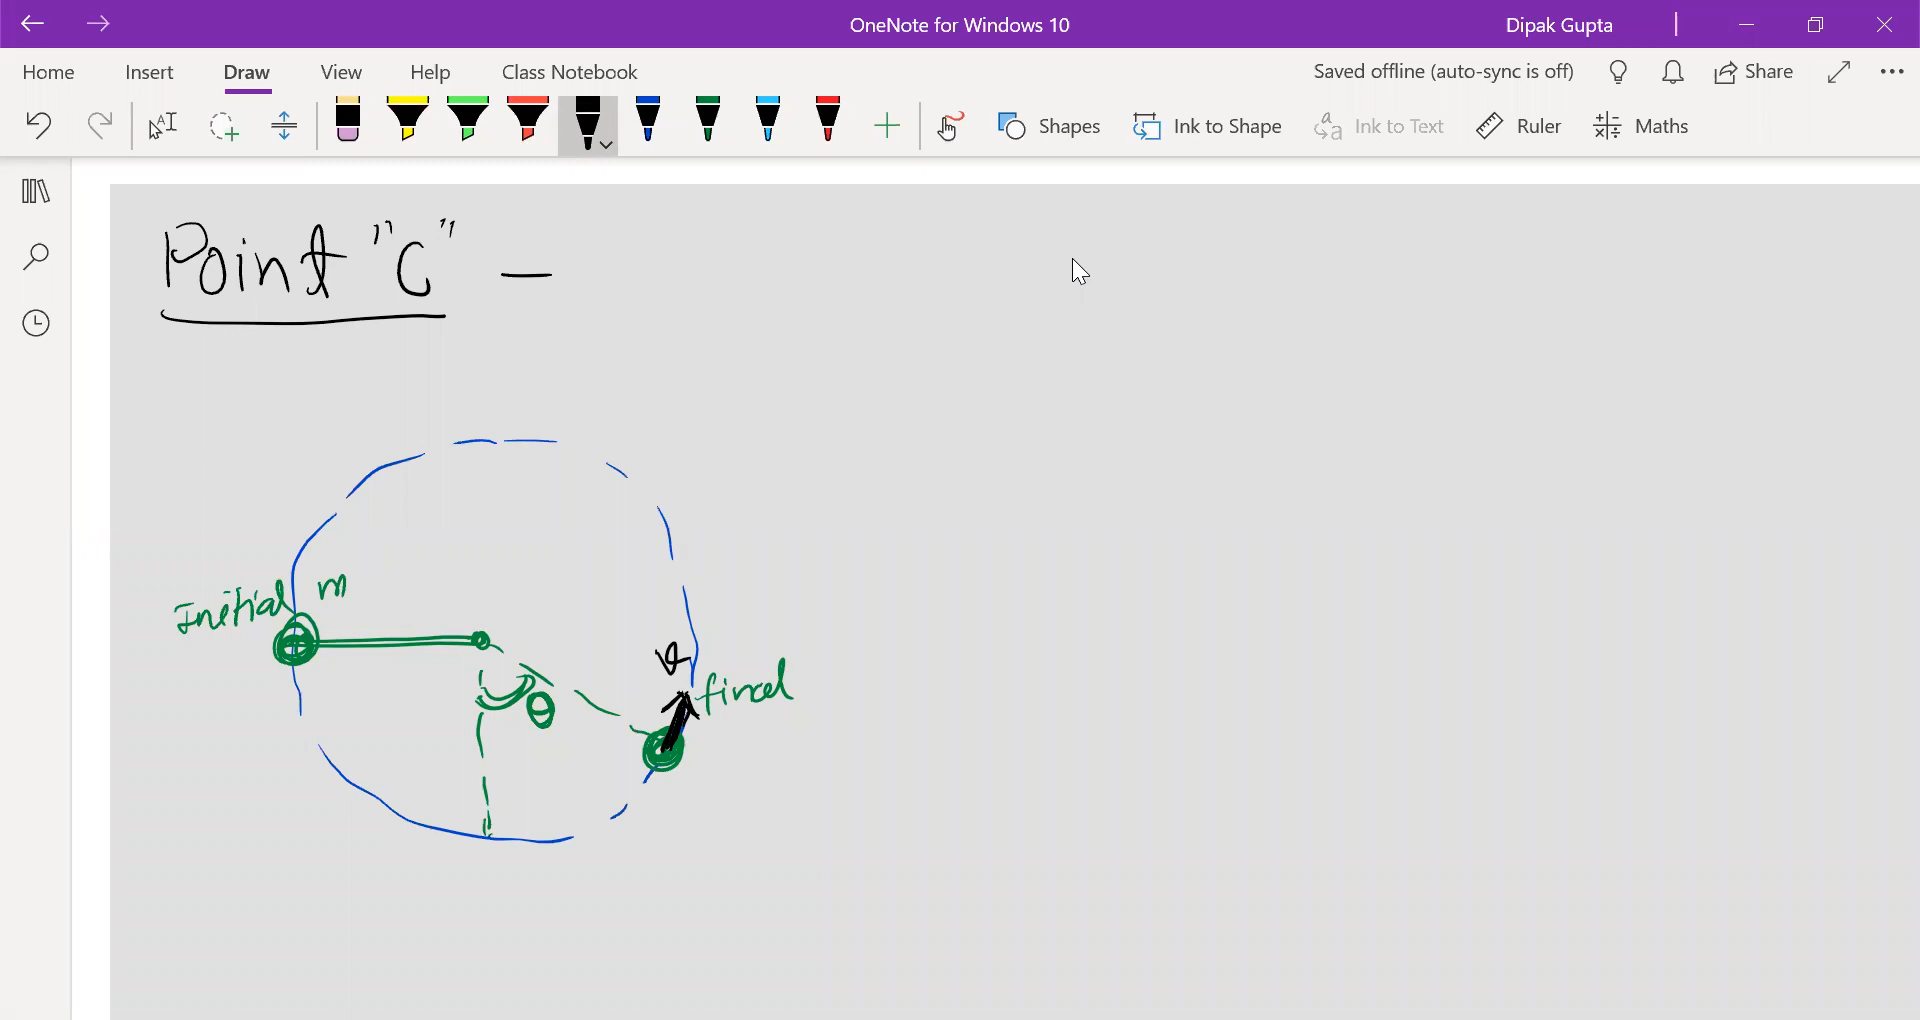 OneNote for Windows 10
Dipak Gupta
Home Insert Draw View Help Class Notebook
Saved offline (auto-sync is off) Share
Shapes Ink to Shape Ink to Text Ruler Maths
Point "C" —
Initial m
v
final
θ